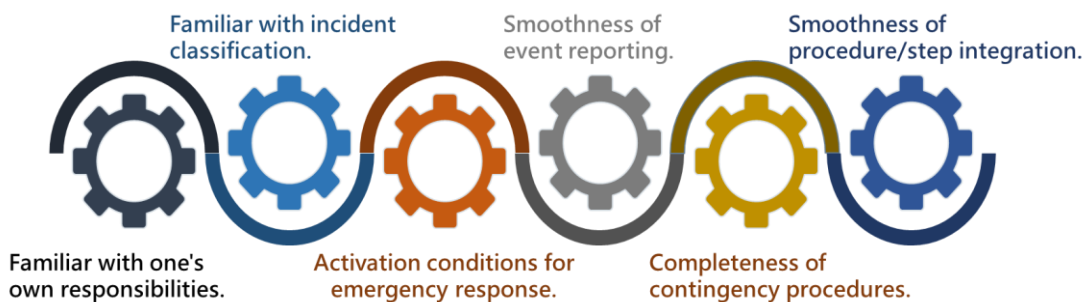 Familiar with incident
classification.
Smoothness of
event reporting.
Smoothness of
procedure/step integration.
Familiar with one's
own responsibilities.
Activation conditions for
emergency response.
Completeness of
contingency procedures.